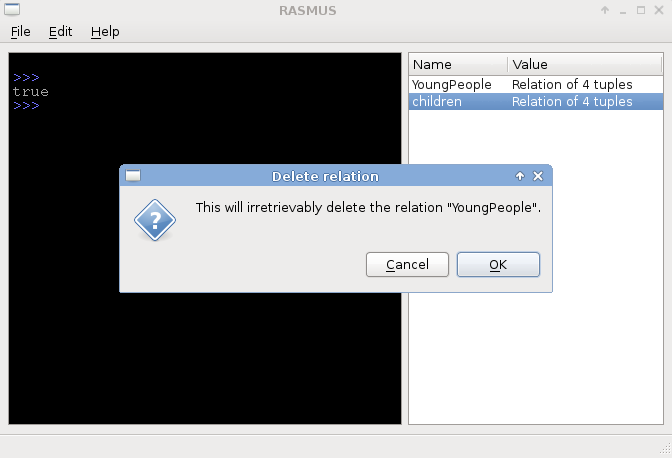 RASMUS
File Edit Help
>>>
true
>>>
Name Value
YoungPeople Relation of 4 tuples
children Relation of 4 tuples
Delete relation
?
This will irretrievably delete the relation "YoungPeople".
Cancel OK